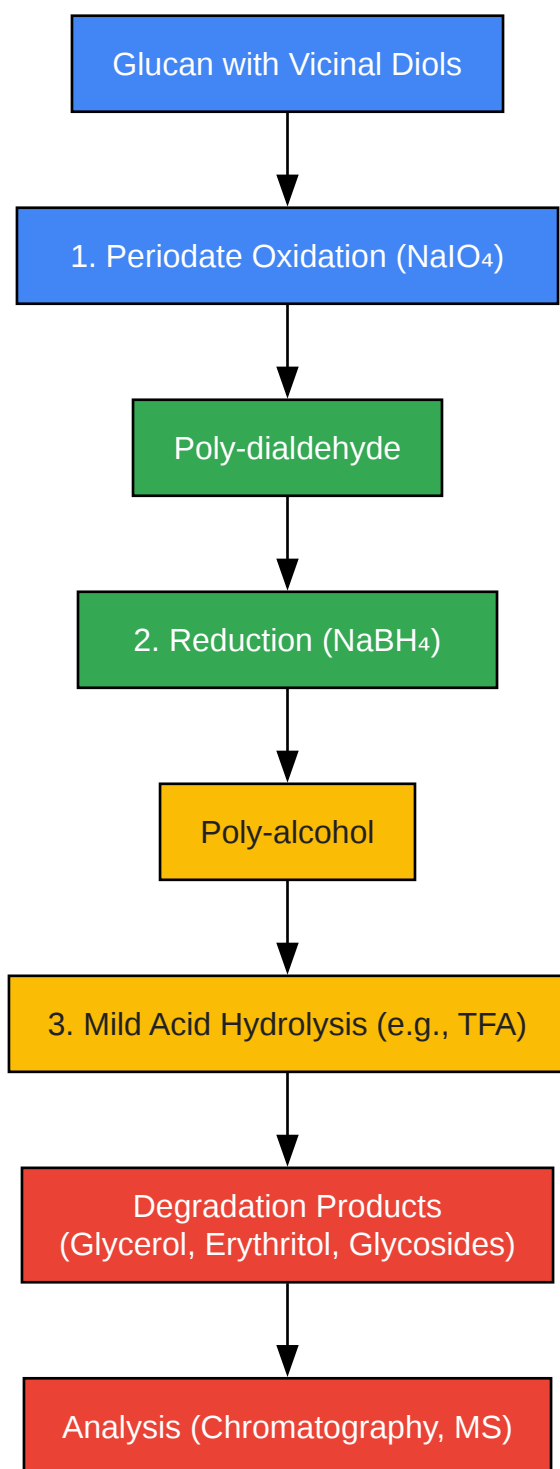 Glucan with Vicinal Diols
1. Periodate Oxidation (NaIO₄)
Poly-dialdehyde
2. Reduction (NaBH₄)
Poly-alcohol
3. Mild Acid Hydrolysis (e.g., TFA)
Degradation Products
(Glycerol, Erythritol, Glycosides)
Analysis (Chromatography, MS)